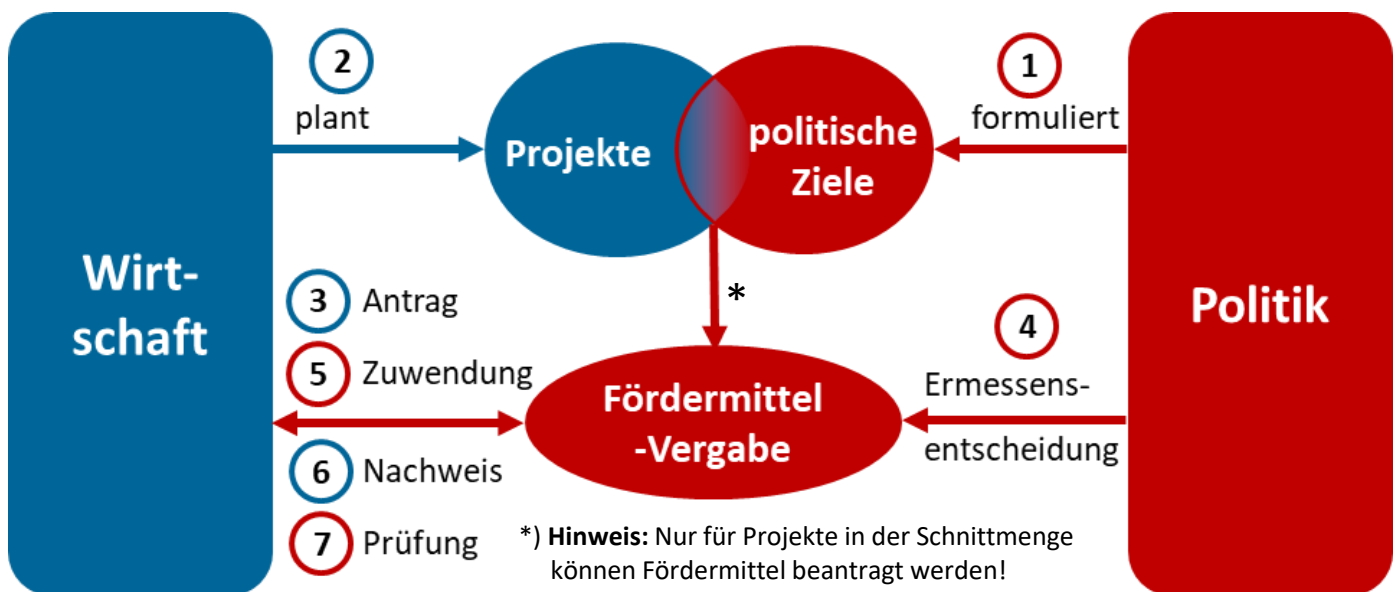 2
plant
Projekte
politische
Ziele
1
formuliert
Wirt-
schaft
3 Antrag
5 Zuwendung
6 Nachweis
7 Prüfung
*
Fördermittel
-Vergabe
4
Ermessens-
entscheidung
Politik
*) Hinweis: Nur für Projekte in der Schnittmenge
können Fördermittel beantragt werden!